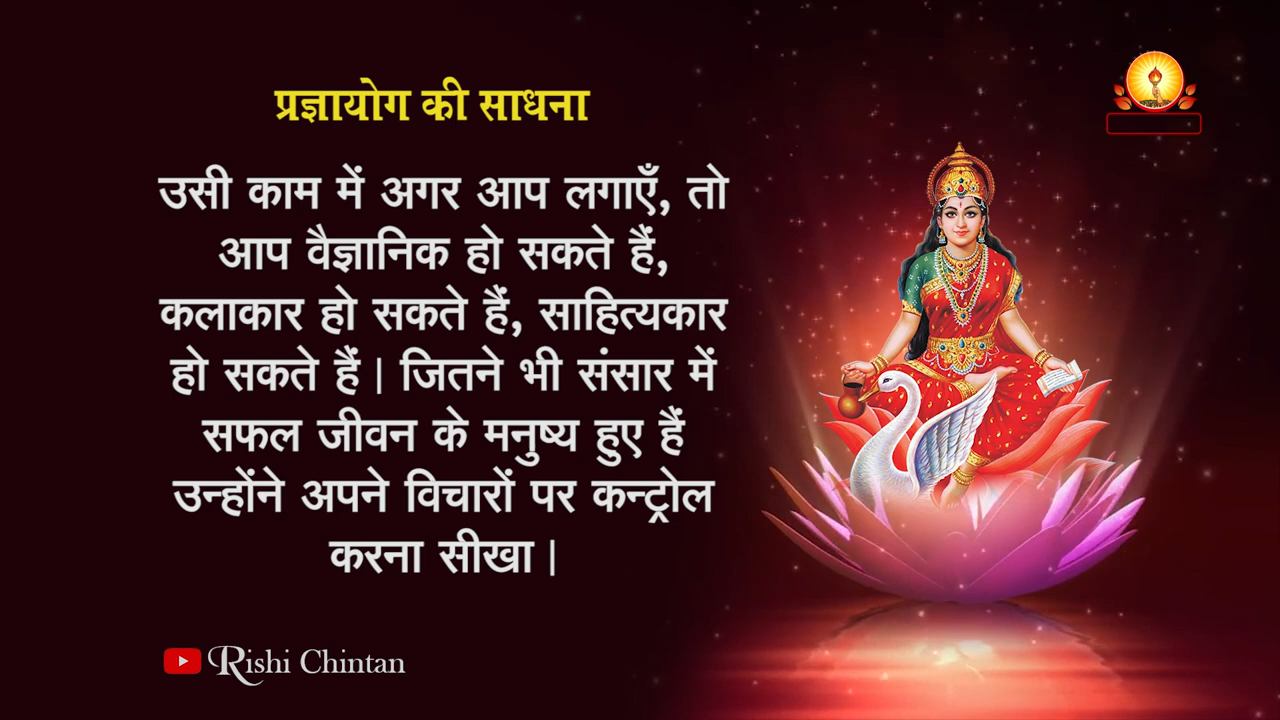 प्रज्ञायोग की साधना
उसी काम में अगर आप लगाएँ, तो
आप वैज्ञानिक हो सकते हैं,
कलाकार हो सकते हैं, साहित्यकार
हो सकते हैं | जितने भी संसार में
सफल जीवन के मनुष्य हुए हैं
उन्होंने अपने विचारों पर कन्ट्रोल
करना सीखा |
Rishi Chintan